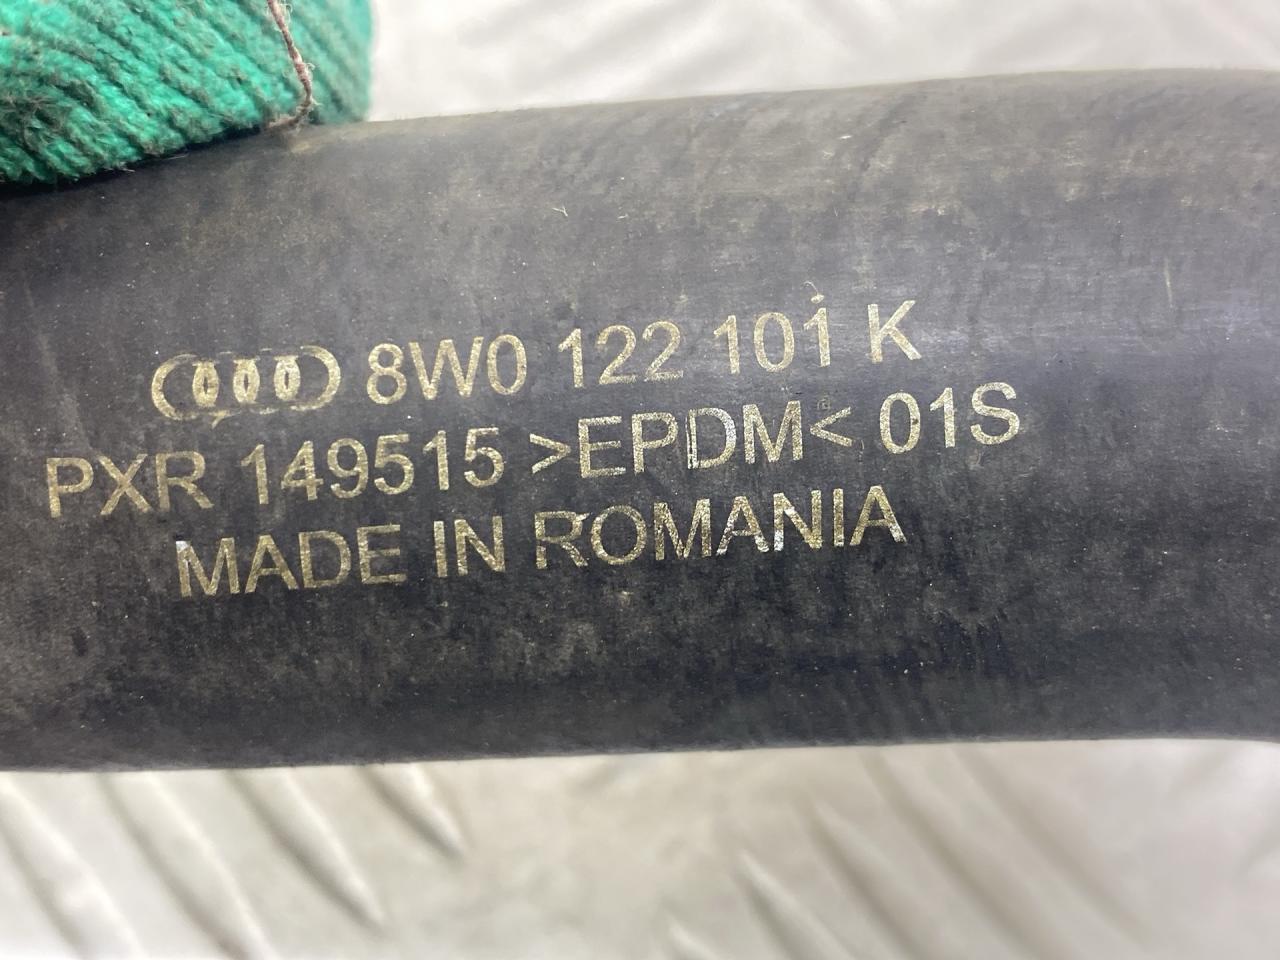 8W0 122 101 K
PXR 149515 >EPDM< 01S
MADE IN ROMANIA